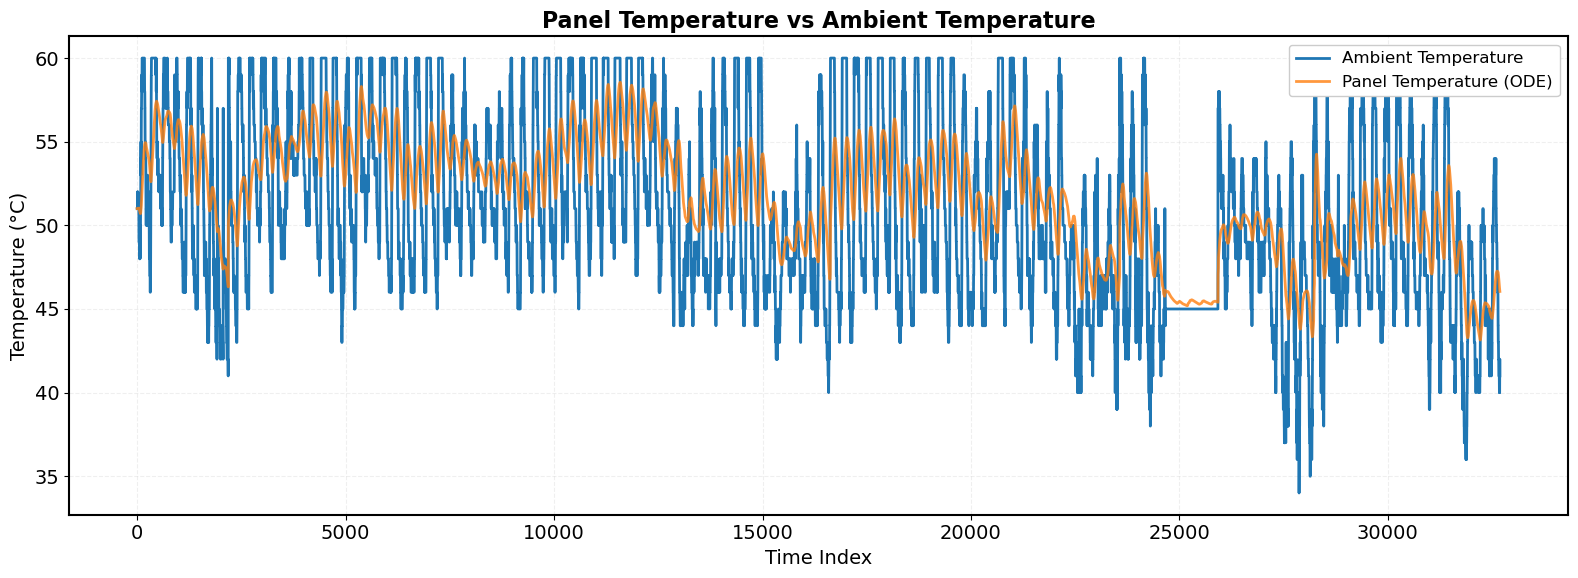 Panel Temperature vs Ambient Temperature
Ambient Temperature
Panel Temperature (ODE)
Temperature (°C)
60
55
50
45
40
35
0
5000
10000
15000
20000
25000
30000
Time Index